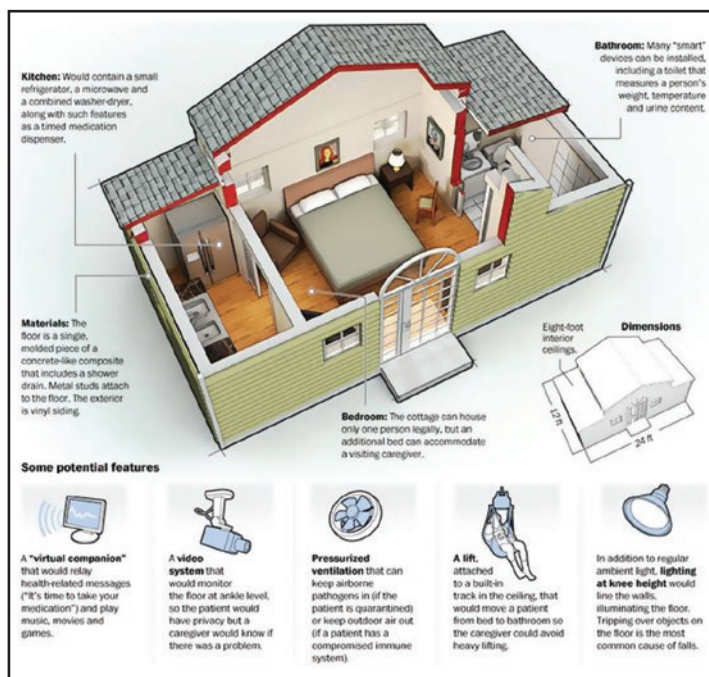 Kitchen: Would contain a small
refrigerator, a microwave and
a combined washer-dryer,
along with such features
as a timed medication
dispenser.
Bathroom: Many "smart"
devices can be installed,
including a toilet that
measures a person's
weight, temperature
and urine content.
Materials: The
floor is a single,
molded piece of a
concrete-like composite
that includes a shower
drain. Metal studs attach
to the floor. The exterior
is vinyl siding.
Bedroom: The cottage can house
only one person legally, but an
additional bed can accommodate
a visiting caregiver.
Eight-foot
interior
ceilings.
Dimensions
12 ft
24 ft
Some potential features
A "virtual companion"
that would relay
health-related messages
("It's time to take your
medication") and play
music, movies and
games.
A video
system that
would monitor
the floor at ankle level,
so the patient would
have privacy but a
caregiver would know if
there was a problem.
Pressurized
ventilation that can
keep airborne
pathogens in (if the
patient is quarantined)
or keep outdoor air out
(if a patient has a
compromised immune
system).
A lift,
attached
to a built-in
track in the ceiling, that
would move a patient
from bed to bathroom so
the caregiver could avoid
heavy lifting.
In addition to regular
ambient light, lighting
at knee height would
line the walls,
illuminating the floor.
Tripping over objects on
the floor is the most
common cause of falls.